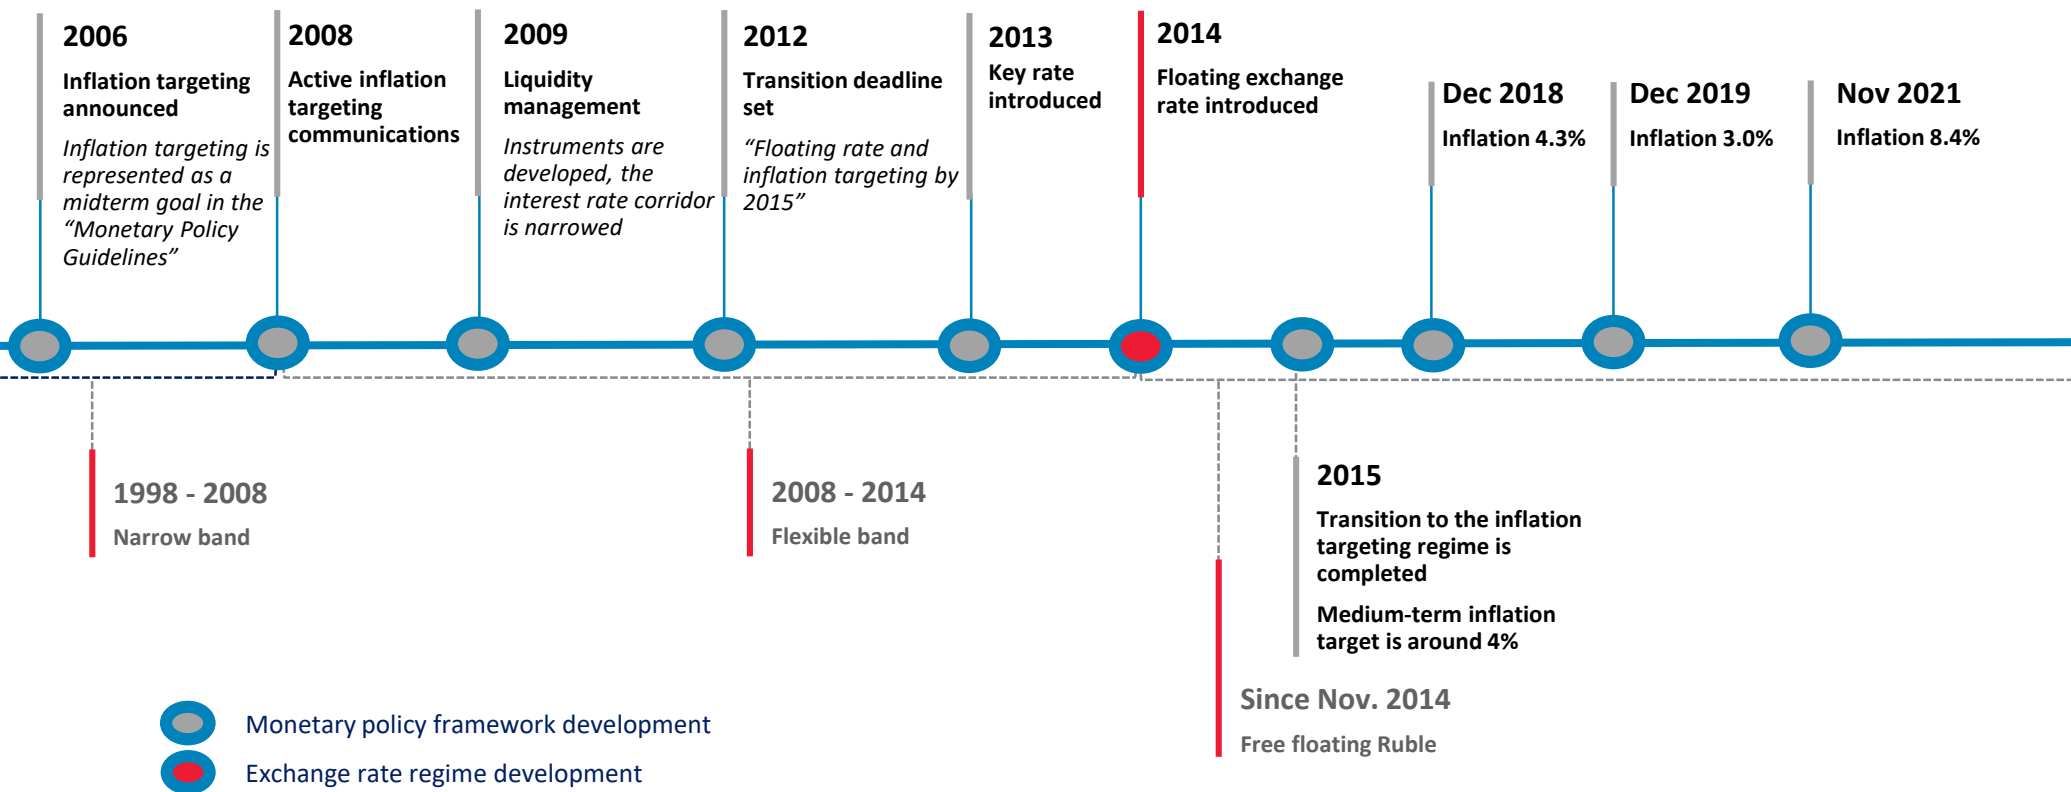 2006
Inflation targeting
announced
Inflation targeting is
represented as a
midterm goal in the
“Monetary Policy
Guidelines”
2008
Active inflation
targeting
communications
2009
Liquidity
management
Instruments are
developed, the
interest rate corridor
is narrowed
2012
Transition deadline
set
“Floating rate and
inflation targeting by
2015”
2013
Key rate
introduced
2014
Floating exchange
rate introduced
Dec 2018
Inflation 4.3%
Dec 2019
Inflation 3.0%
Nov 2021
Inflation 8.4%
1998 - 2008
Narrow band
2008 - 2014
Flexible band
2015
Transition to the inflation
targeting regime is
completed
Medium-term inflation
target is around 4%
Since Nov. 2014
Free floating Ruble
Monetary policy framework development
Exchange rate regime development